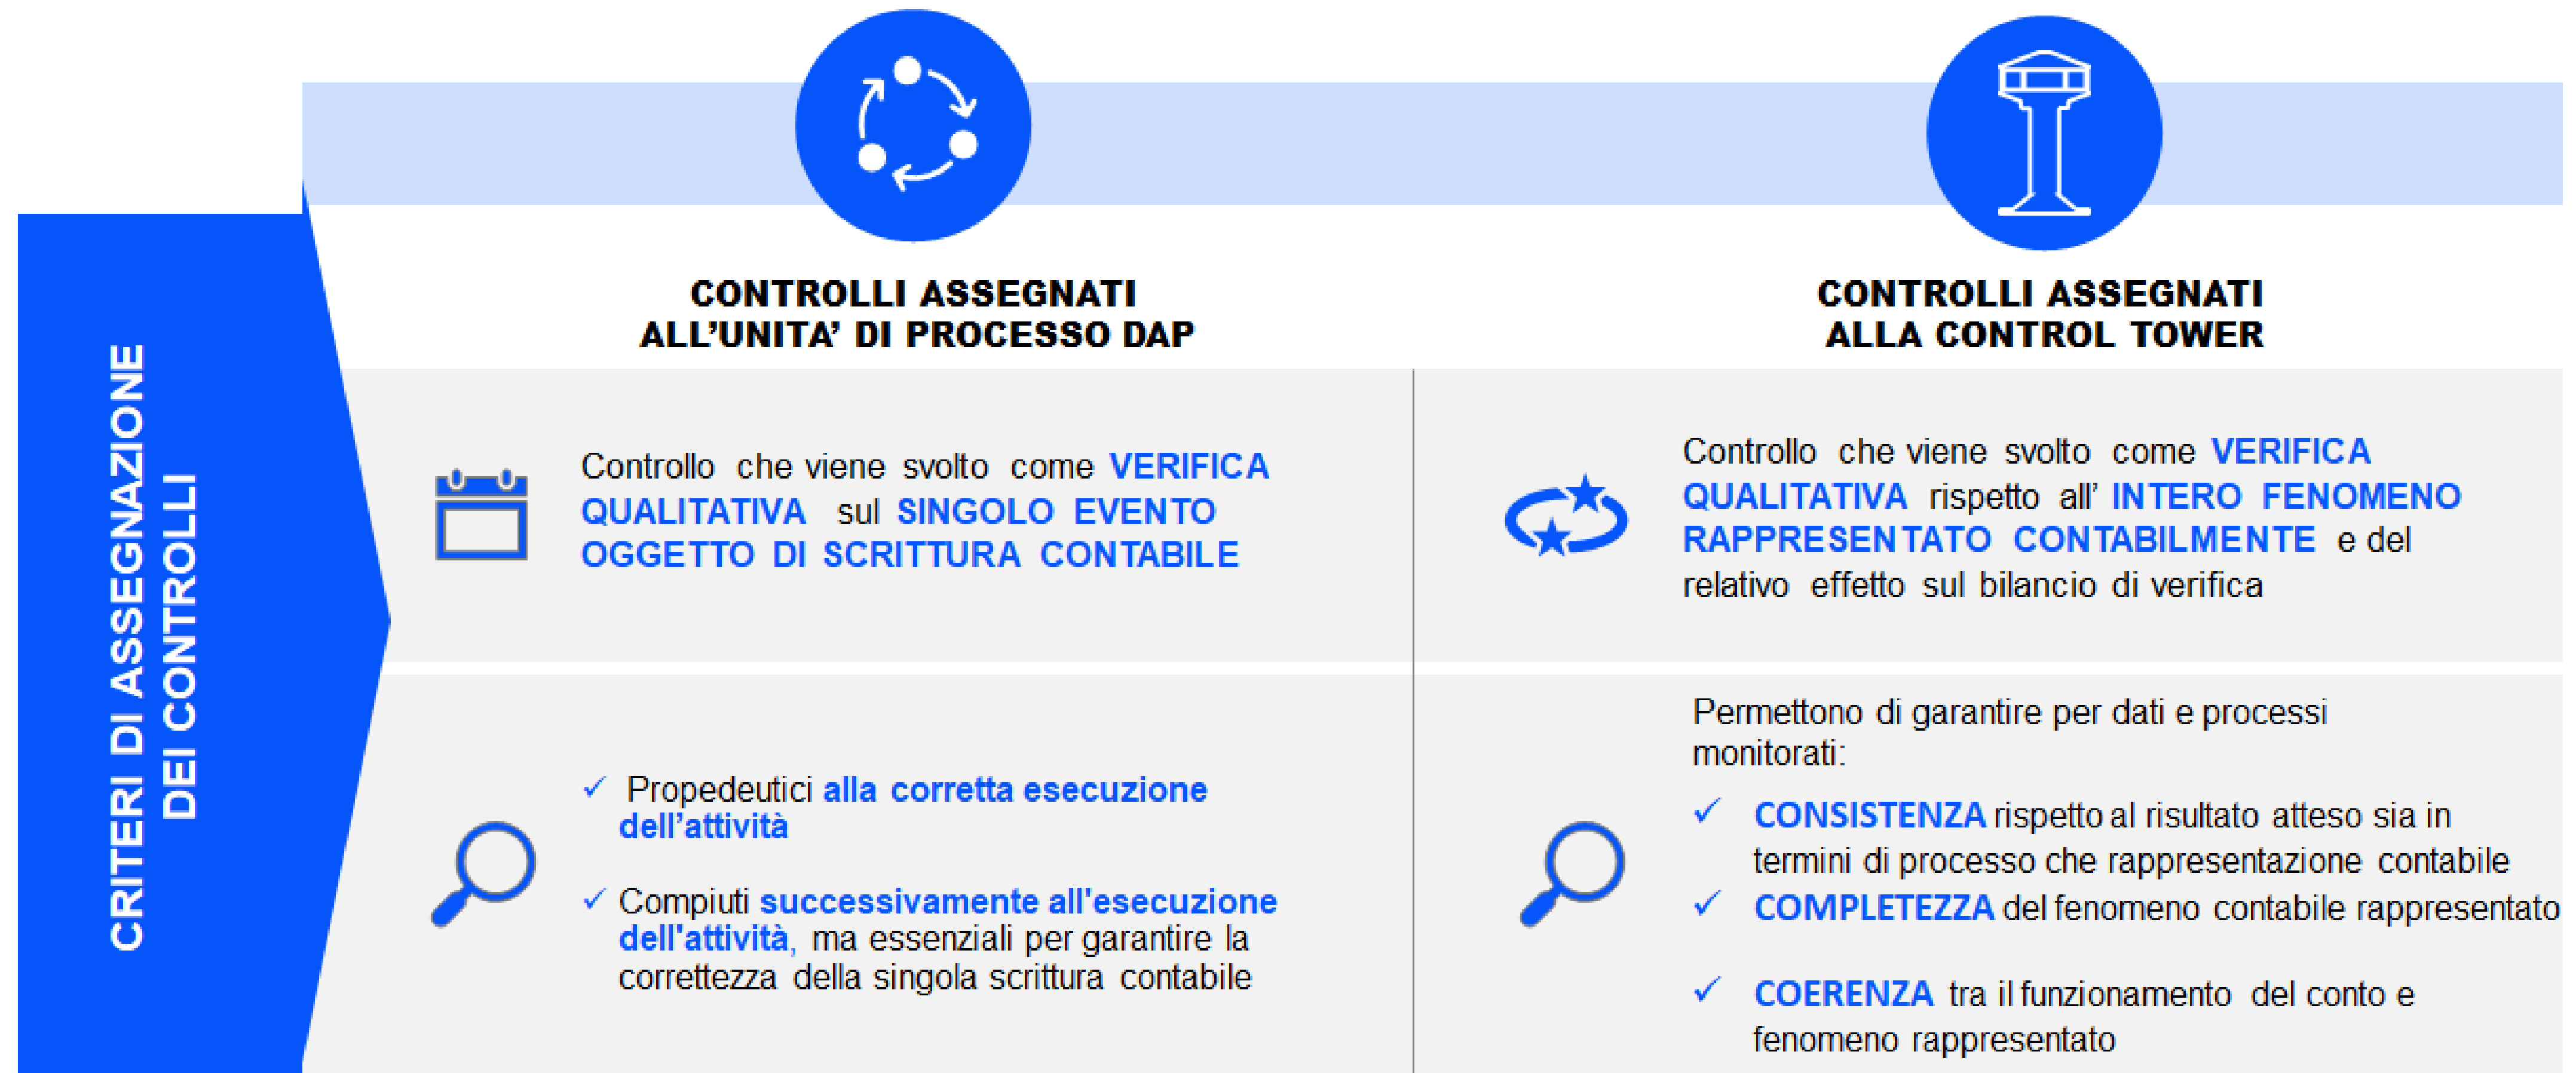 CRITERI DI ASSEGNAZIONE
DEI CONTROLLI
CONTROLLI ASSEGNATI
ALL’UNITA’ DI PROCESSO DAP
Controllo che viene svolto come VERIFICA
QUALITATIVA sul SINGOLO EVENTO
OGGETTO DI SCRITTURA CONTABILE
✓ Propedeutici alla corretta esecuzione
dell’attività
✓ Compiuti successivamente all'esecuzione
dell'attività, ma essenziali per garantire la
correttezza della singola scrittura contabile
CONTROLLI ASSEGNATI
ALLA CONTROL TOWER
Controllo che viene svolto come VERIFICA
QUALITATIVA rispetto all’ INTERO FENOMENO
RAPPRESENTATO CONTABILMENTE e del
relativo effetto sul bilancio di verifica
Permettono di garantire per dati e processi
monitorati:
✓ CONSISTENZA rispetto al risultato atteso sia in
termini di processo che rappresentazione contabile
✓ COMPLETEZZA del fenomeno contabile rappresentato
✓ COERENZA tra il funzionamento del conto e
fenomeno rappresentato